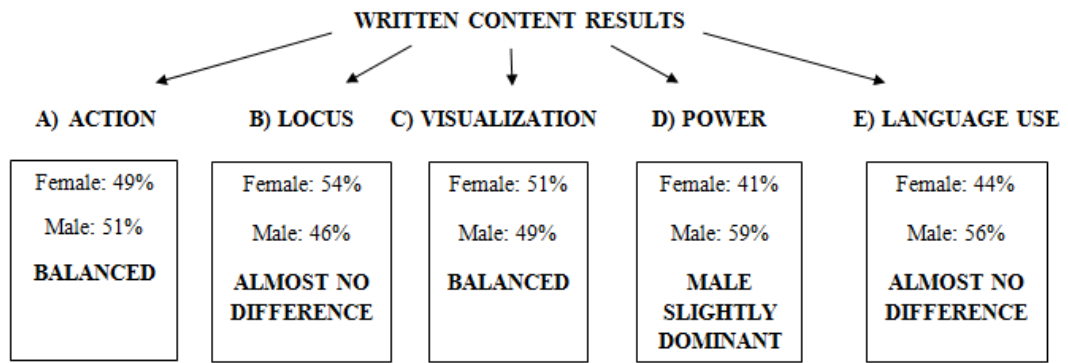 WRITTEN CONTENT RESULTS
A) ACTION
B) LOCUS
C) VISUALIZATION
D) POWER
E) LANGUAGE USE
Female: 49%
Male: 51%
BALANCED
Female: 54%
Male: 46%
ALMOST NO
DIFFERENCE
Female: 51%
Male: 49%
BALANCED
Female: 41%
Male: 59%
MALE
SLIGHTLY
DOMINANT
Female: 44%
Male: 56%
ALMOST NO
DIFFERENCE